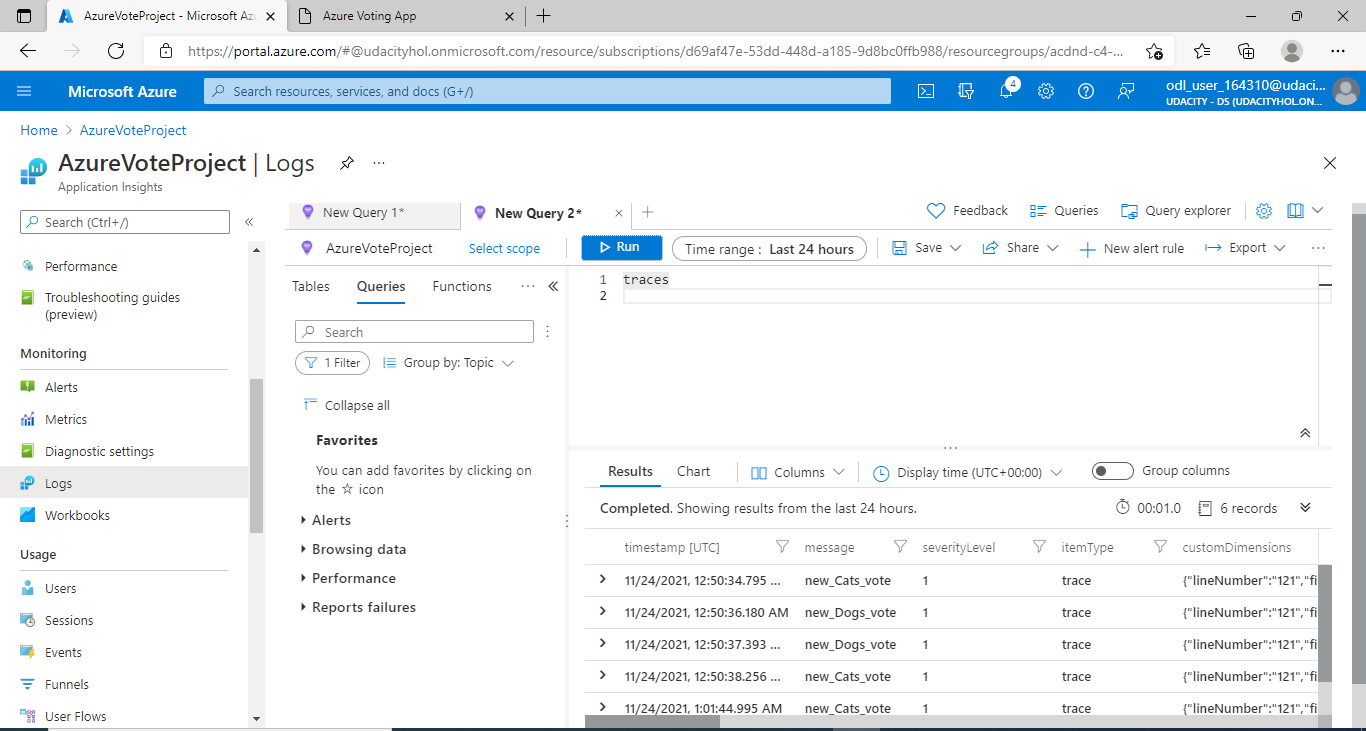 AzureVoteProject - Microsoft Azu
Azure Voting App
https://portal.azure.com/#@udacityhol.onmicrosoft.com/resource/subscriptions/d69af47e-53dd-448d-a185-9d8bc0ffb988/resourcegroups/acdnd-c4-...
Microsoft Azure
Search resources, services, and docs (G+/)
4
odl_user_164310@udaci...
UDACITY - DS (UDACITYHOL.ON...
Home > AzureVoteProject
AzureVoteProject | Logs
...
Application Insights
Search (Ctrl+/)
«
Performance
Troubleshooting guides
(preview)
Monitoring
Alerts
Metrics
Diagnostic settings
Logs
Workbooks
Usage
Users
Sessions
Events
Funnels
User Flows
New Query 1*
New Query 2*
Feedback
Queries
Query explorer
AzureVoteProject
Select scope
Run
Time range : Last 24 hours
Save
Share
New alert rule
Export
...
Tables
Queries
Functions
...
«
Search
1 Filter
Group by: Topic
Collapse all
Favorites
You can add favorites by clicking on
the ☆ icon
Alerts
Browsing data
Performance
Reports failures
1 traces
2
Results
Chart
Columns
Display time (UTC+00:00)
Group columns
Completed. Showing results from the last 24 hours.
00:01.0
6 records
timestamp [UTC] message severityLevel itemType customDimensions
11/24/2021, 12:50:34.795 ... new_Cats_vote 1 trace {"lineNumber":"121","fi
11/24/2021, 12:50:36.180 AM new_Dogs_vote 1 trace {"lineNumber":"121","fi
11/24/2021, 12:50:37.393 ... new_Dogs_vote 1 trace {"lineNumber":"121","fi
11/24/2021, 12:50:38.256 ... new_Cats_vote 1 trace {"lineNumber":"121","fi
11/24/2021, 1:01:44.995 AM new_Cats_vote 1 trace {"lineNumber":"121","fi